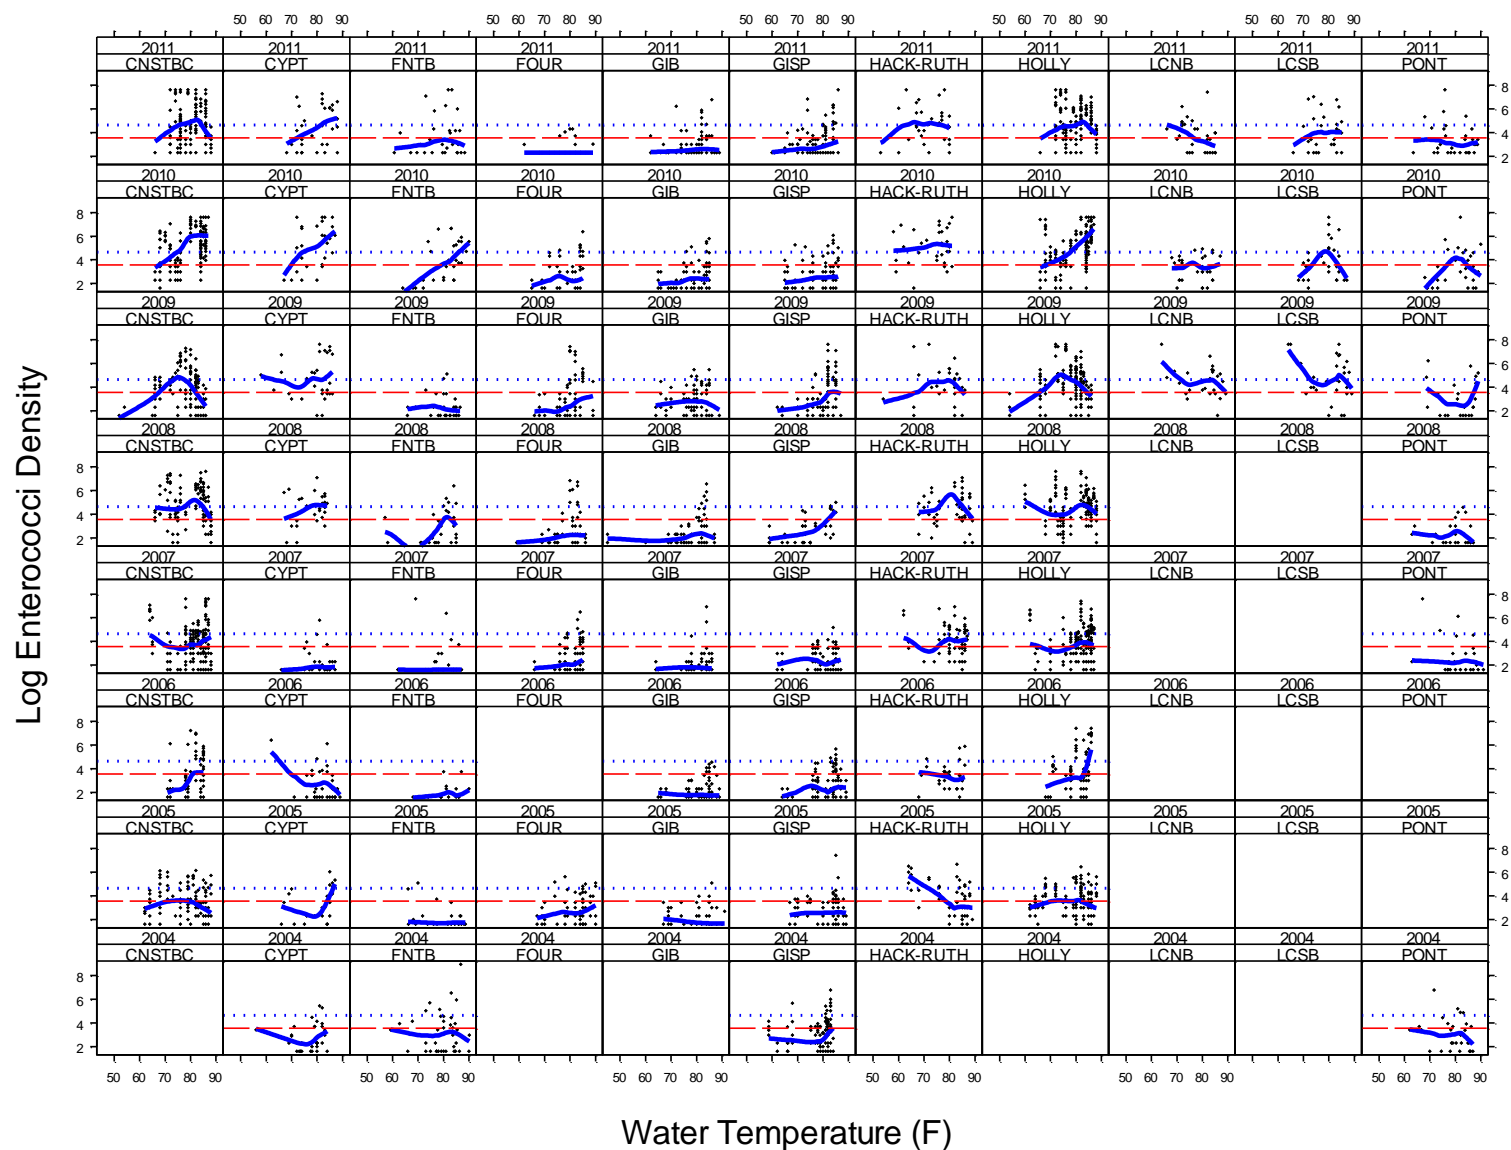 50 60 70 80 90 50 60 70 80 90 50 60 70 80 90 50 60 70 80 90 50 60 70 80 90
2011 2011 2011 2011 2011 2011 2011 2011 2011 2011 2011
CNSTBC CYPT FNTB FOUR GIB GISP HACK-RUTH HOLLY LCNB LCSB PONT
8
6
4
2
2010 2010 2010 2010 2010 2010 2010 2010 2010 2010 2010
CNSTBC CYPT FNTB FOUR GIB GISP HACK-RUTH HOLLY LCNB LCSB PONT
8
6
4
2
2009 2009 2009 2009 2009 2009 2009 2009 2009 2009 2009
CNSTBC CYPT FNTB FOUR GIB GISP HACK-RUTH HOLLY LCNB LCSB PONT
8
6
4
2
2008 2008 2008 2008 2008 2008 2008 2008 2008 2008 2008
CNSTBC CYPT FNTB FOUR GIB GISP HACK-RUTH HOLLY LCNB LCSB PONT
8
6
4
2
2007 2007 2007 2007 2007 2007 2007 2007 2007 2007 2007
CNSTBC CYPT FNTB FOUR GIB GISP HACK-RUTH HOLLY LCNB LCSB PONT
8
6
4
2
2006 2006 2006 2006 2006 2006 2006 2006 2006 2006 2006
CNSTBC CYPT FNTB FOUR GIB GISP HACK-RUTH HOLLY LCNB LCSB PONT
8
6
4
2
2005 2005 2005 2005 2005 2005 2005 2005 2005 2005 2005
CNSTBC CYPT FNTB FOUR GIB GISP HACK-RUTH HOLLY LCNB LCSB PONT
8
6
4
2
2004 2004 2004 2004 2004 2004 2004 2004 2004 2004 2004
CNSTBC CYPT FNTB FOUR GIB GISP HACK-RUTH HOLLY LCNB LCSB PONT
8
6
4
2
50 60 70 80 90 50 60 70 80 90 50 60 70 80 90 50 60 70 80 90 50 60 70 80 90 50 60 70 80 90
Log Enterococci Density
Water Temperature (F)